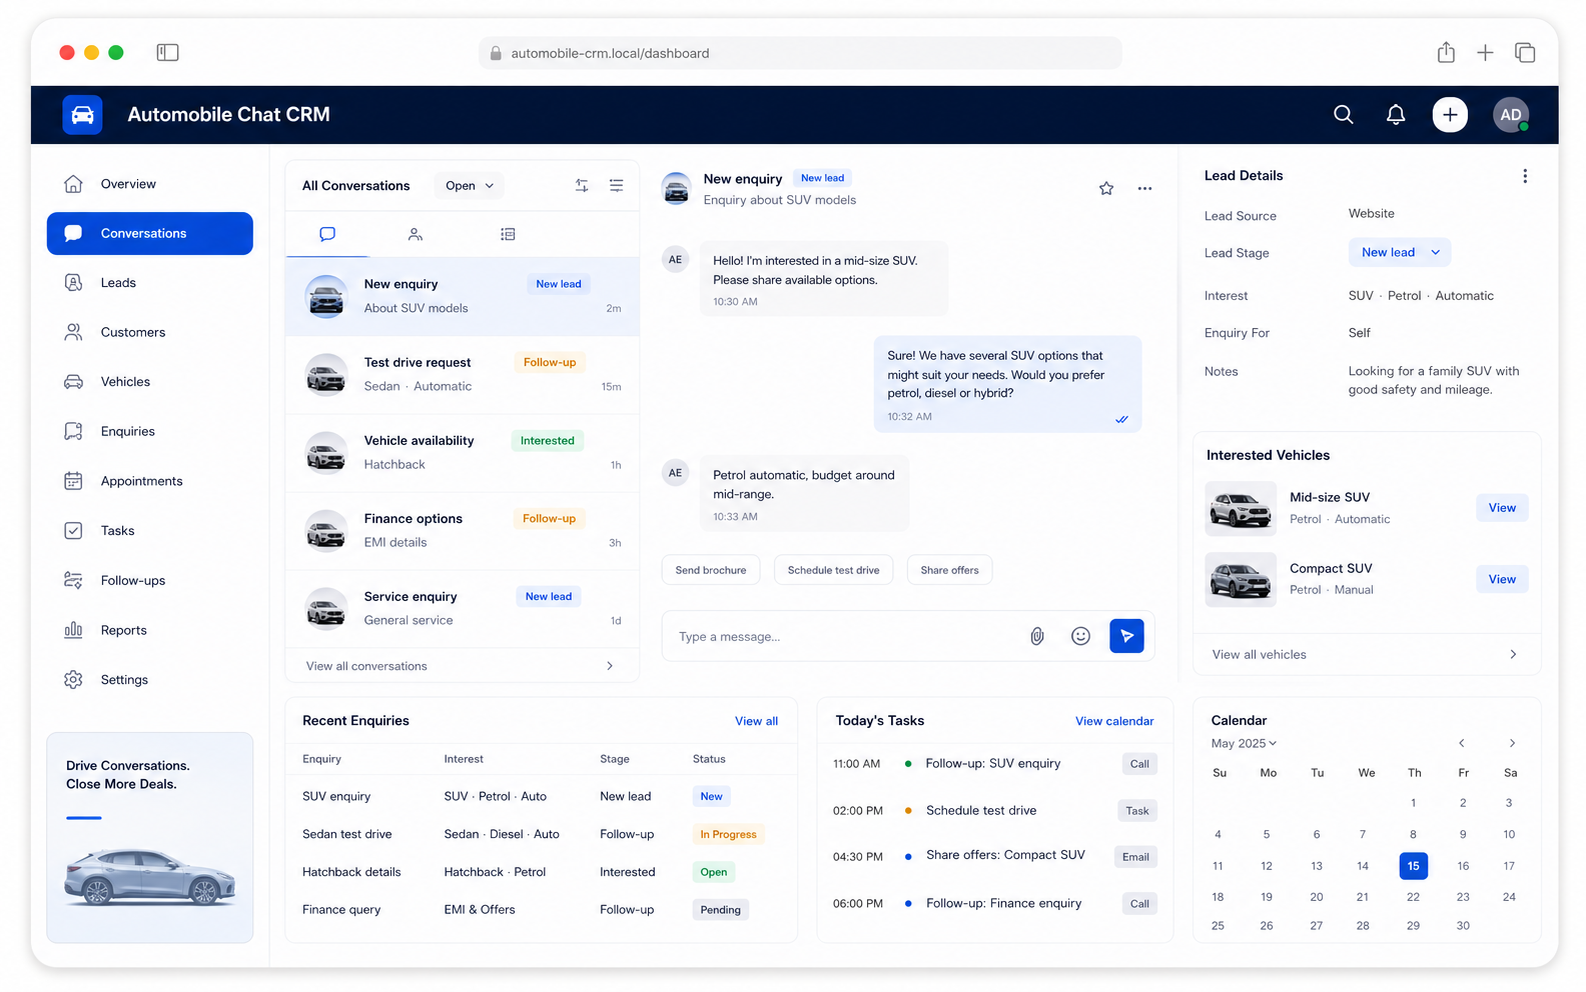 automobile-crm.local/dashboard
Automobile Chat CRM
AD
Overview
Conversations
Leads
Customers
Vehicles
Enquiries
Appointments
Tasks
Follow-ups
Reports
Settings
Drive Conversations.
Close More Deals.
All Conversations Open
New enquiry New lead
About SUV models 2m
Test drive request Follow-up
Sedan · Automatic 15m
Vehicle availability Interested
Hatchback 1h
Finance options Follow-up
EMI details 3h
Service enquiry New lead
General service 1d
View all conversations
New enquiry New lead
Enquiry about SUV models
AE
Hello! I'm interested in a mid-size SUV.
Please share available options.
10:30 AM
Sure! We have several SUV options that
might suit your needs. Would you prefer
petrol, diesel or hybrid?
10:32 AM
AE
Petrol automatic, budget around
mid-range.
10:33 AM
Send brochure Schedule test drive Share offers
Type a message...
Lead Details
Lead Source Website
Lead Stage New lead
Interest SUV · Petrol · Automatic
Enquiry For Self
Notes Looking for a family SUV with
good safety and mileage.
Interested Vehicles
Mid-size SUV
Petrol · Automatic
View
Compact SUV
Petrol · Manual
View
View all vehicles
Recent Enquiries View all
Enquiry Interest Stage Status
SUV enquiry SUV · Petrol · Auto New lead New
Sedan test drive Sedan · Diesel · Auto Follow-up In Progress
Hatchback details Hatchback · Petrol Interested Open
Finance query EMI & Offers Follow-up Pending
Today's Tasks View calendar
11:00 AM Follow-up: SUV enquiry Call
02:00 PM Schedule test drive Task
04:30 PM Share offers: Compact SUV Email
06:00 PM Follow-up: Finance enquiry Call
Calendar
May 2025
Su Mo Tu We Th Fr Sa
1 2 3
4 5 6 7 8 9 10
11 12 13 14 15 16 17
18 19 20 21 22 23 24
25 26 27 28 29 30